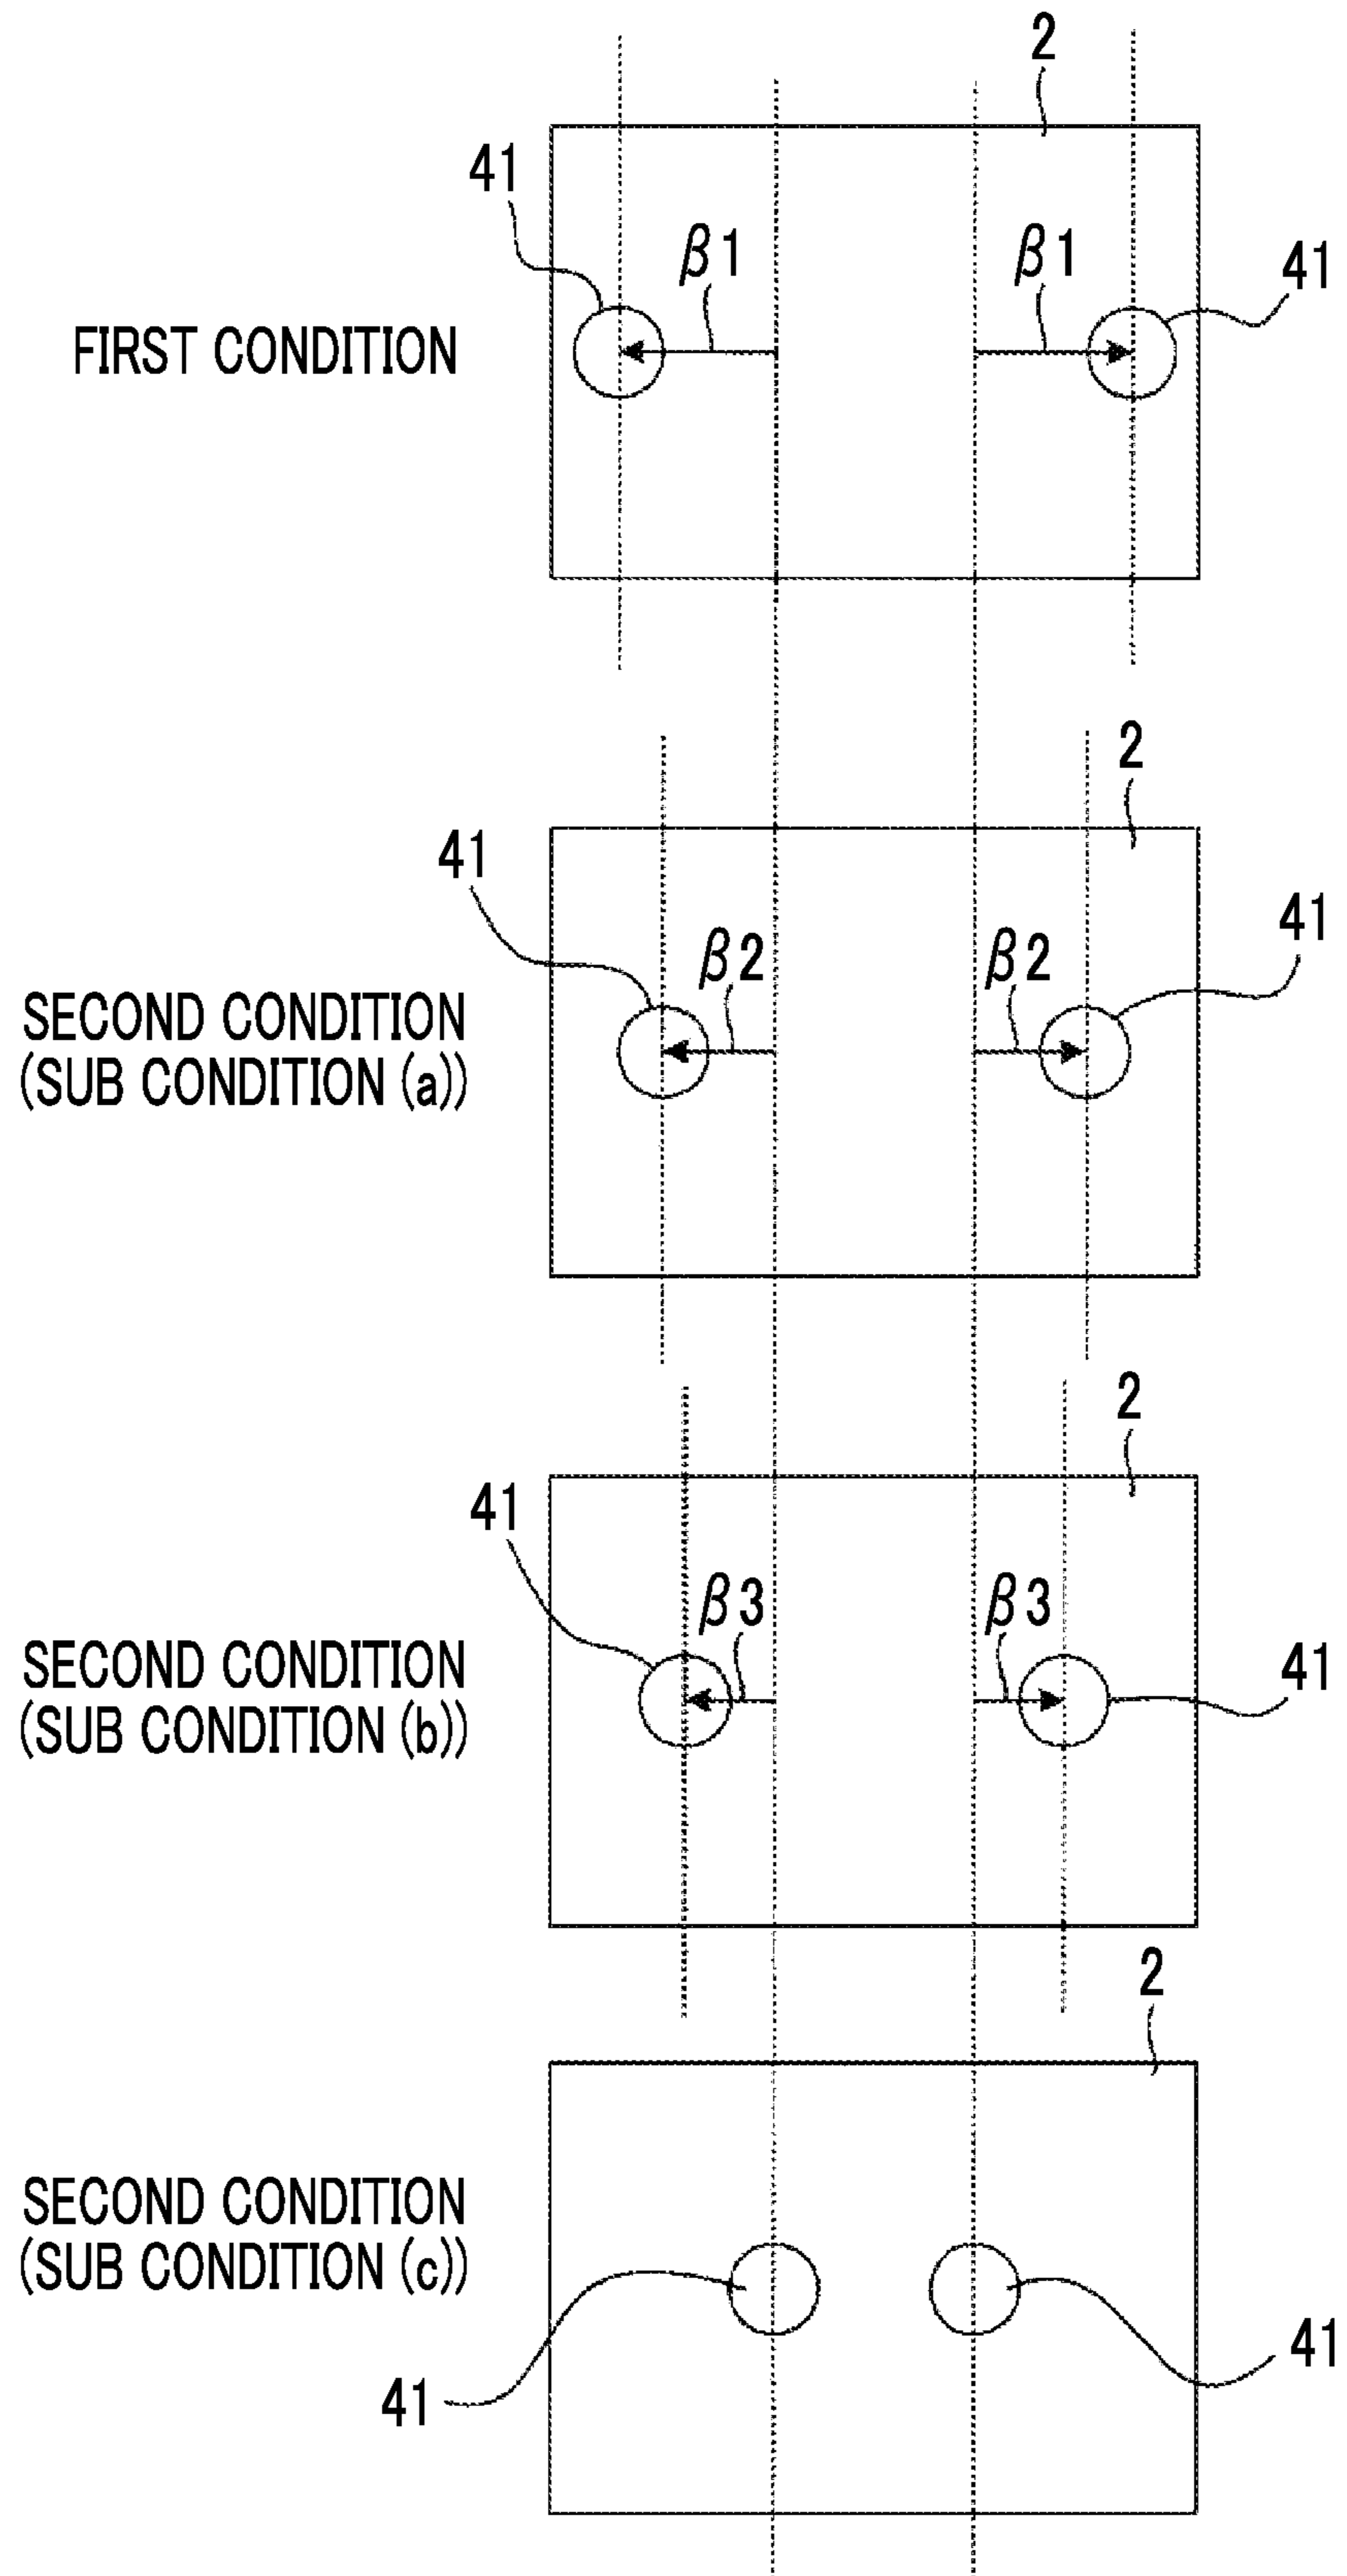 2
41
β1
β1
41
FIRST CONDITION
2
41
41
β2
β2
SECOND CONDITION
(SUB CONDITION (a))
2
41
β3
β3
SECOND CONDITION
41
(SUB CONDITION (b))
2
SECOND CONDITION
(SUB CONDITION (c))
41
41